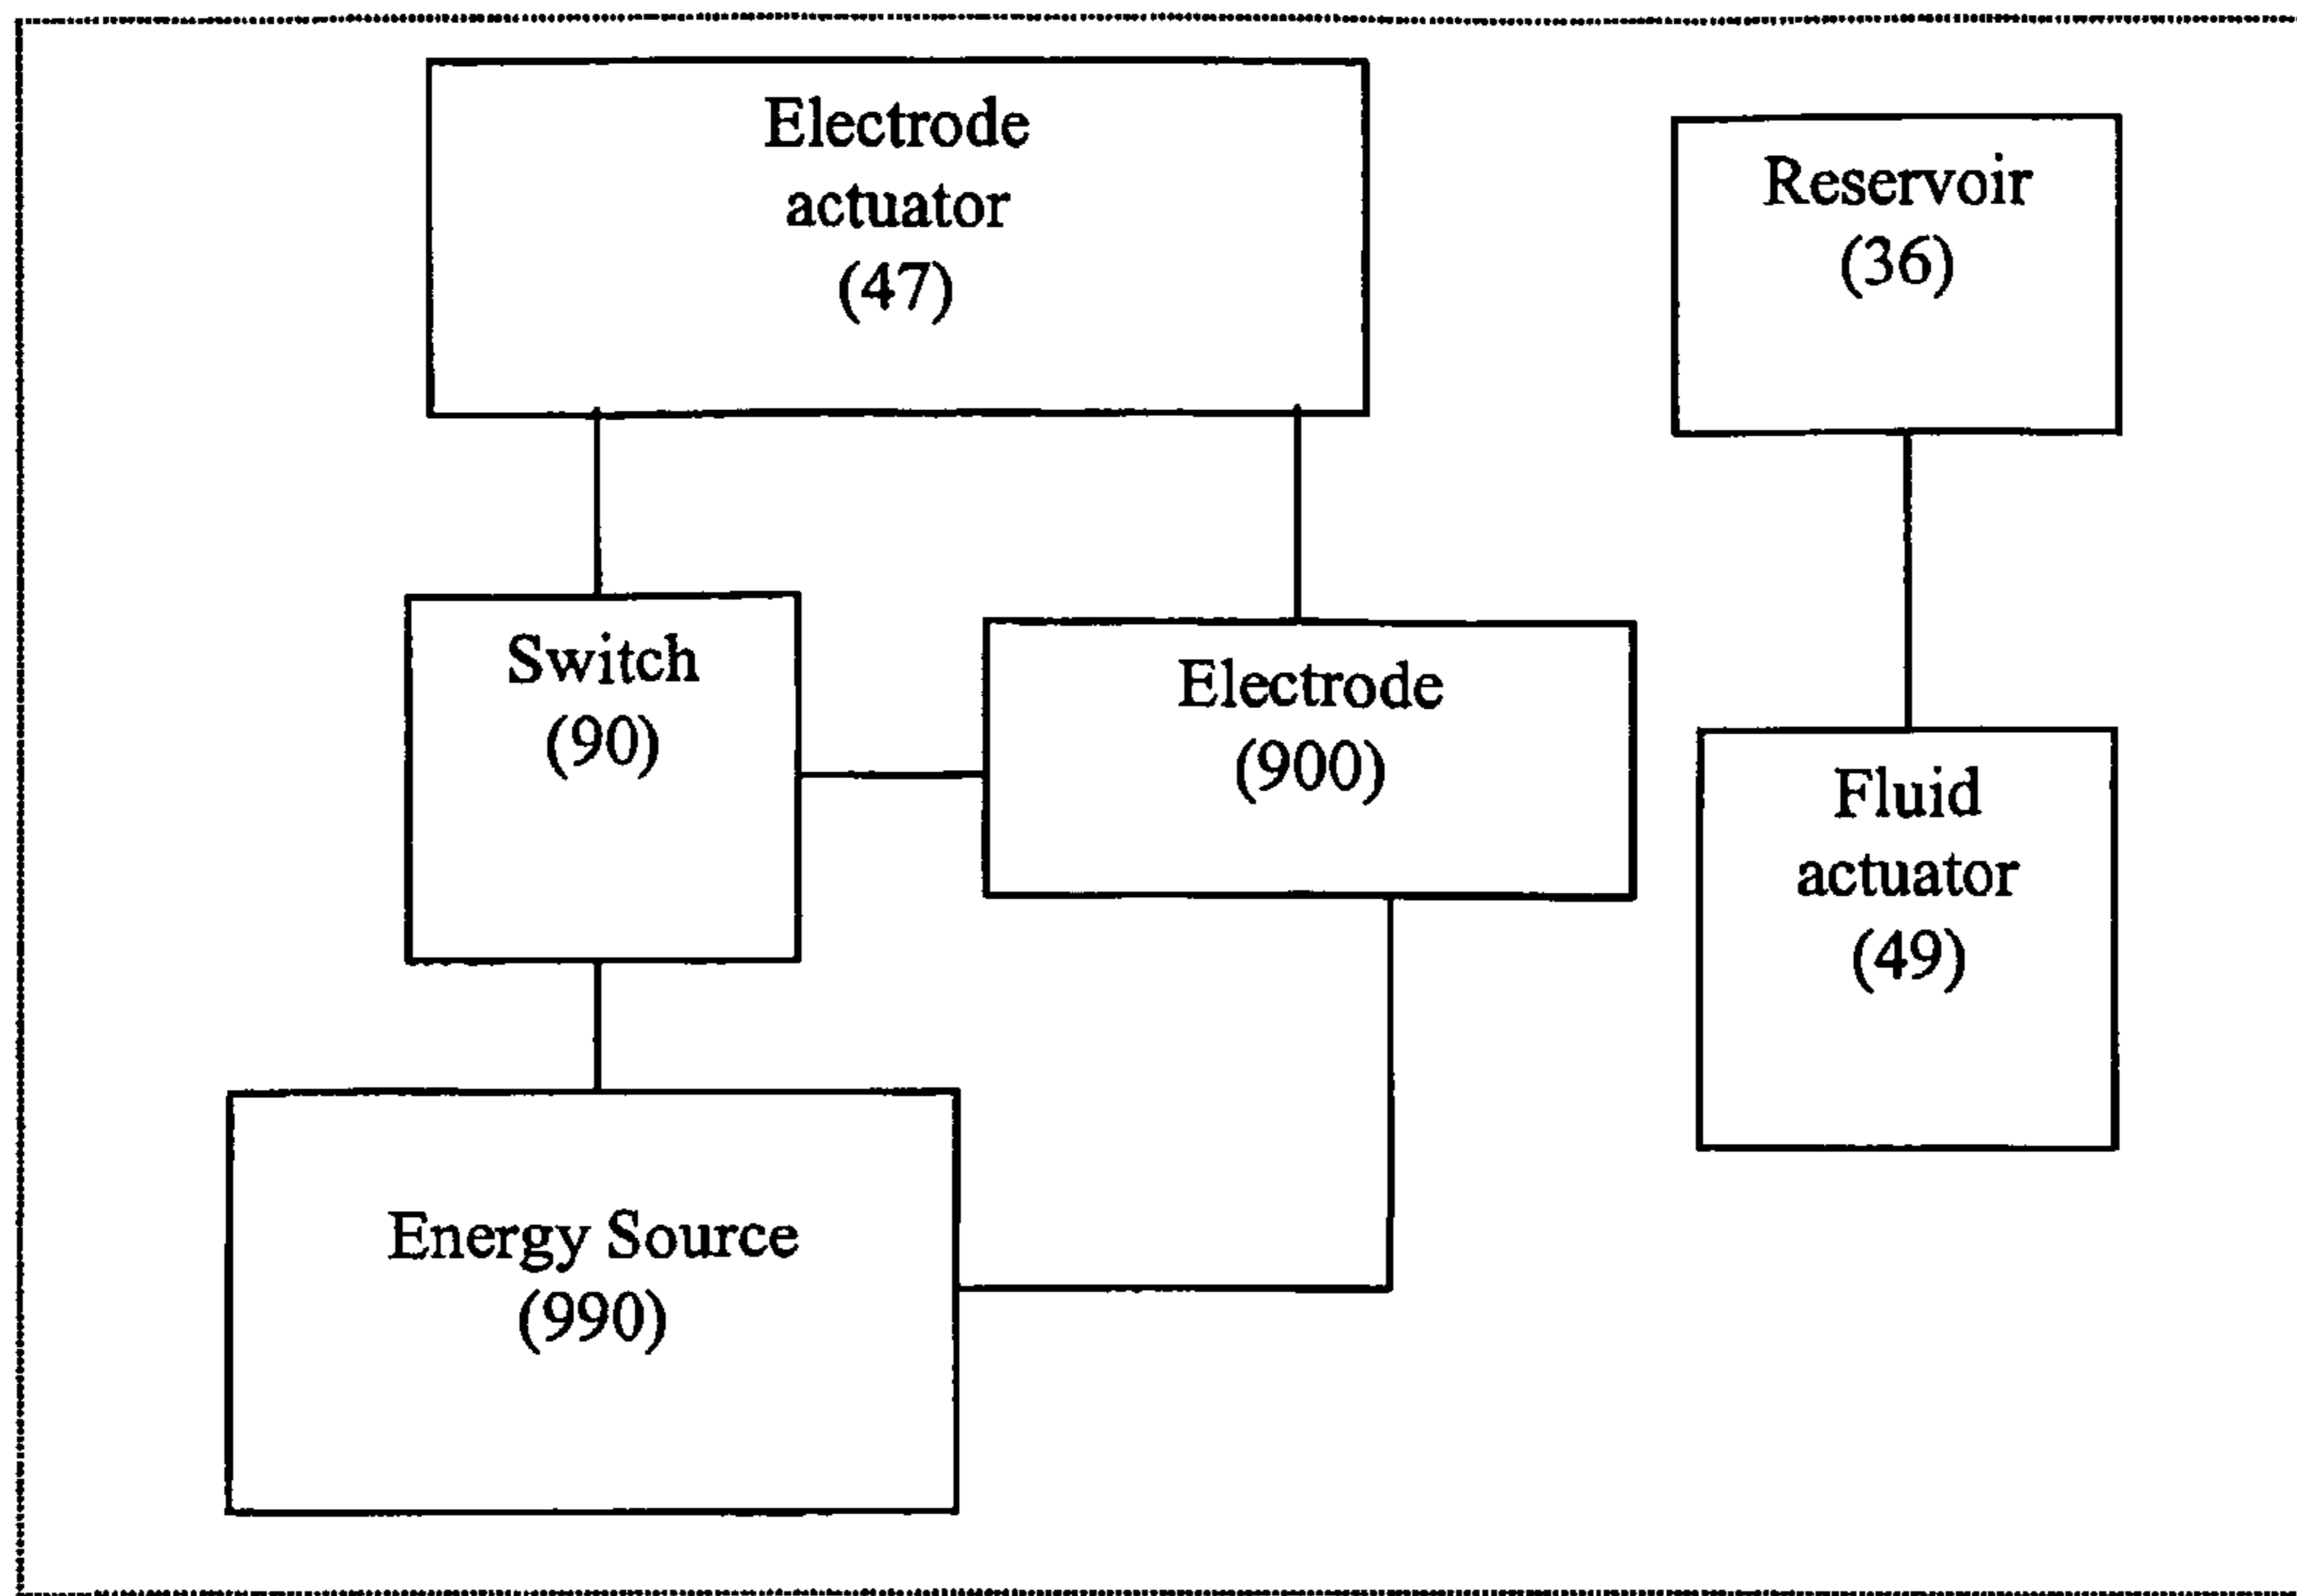 Electrode
actuator
(47)
Reservoir
(36)
Switch
(90)
Electrode
(900)
Fluid
actuator
(49)
Energy Source
(990)